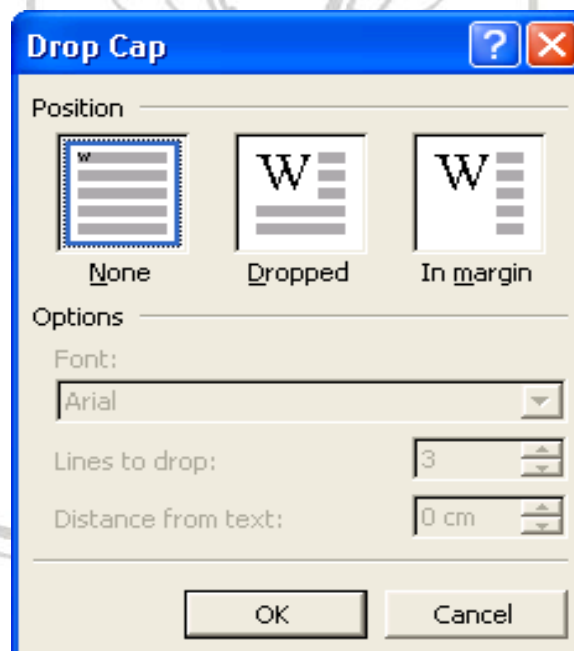 Drop Cap
Position
W W W
None Dropped In margin
Options
Font:
Arial
Lines to drop: 3
Distance from text: 0 cm
OK Cancel